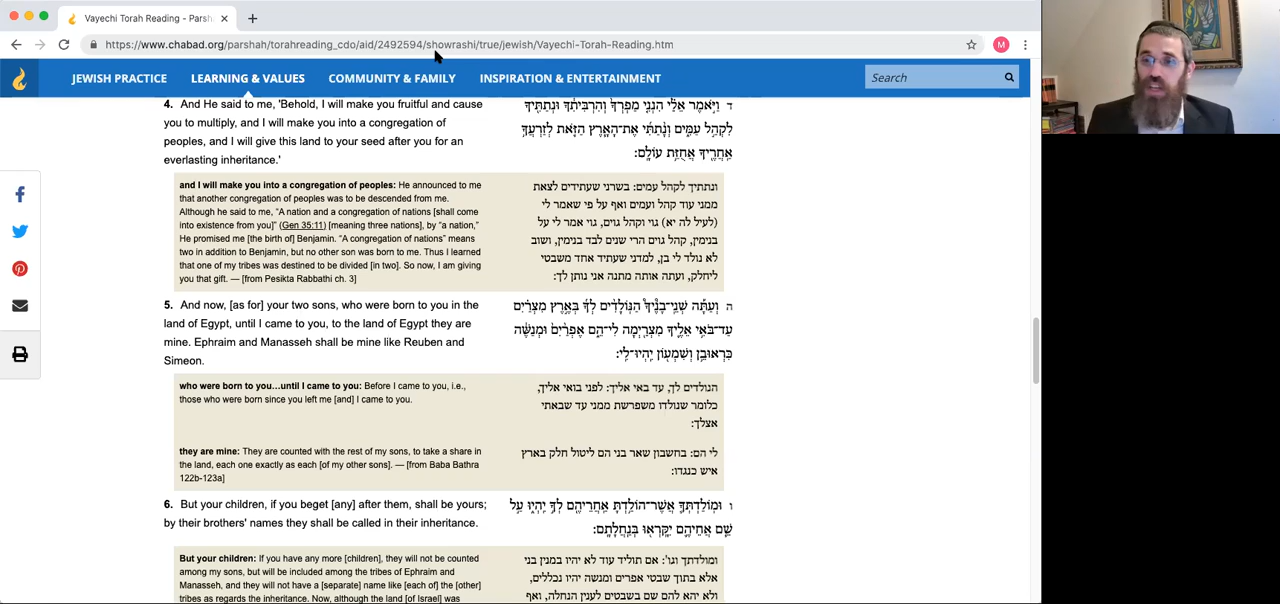 Vayechi Torah Reading - Parsh
https://www.chabad.org/parshah/torahreading_cdo/aid/2492594/showrashi/true/jewish/Vayechi-Torah-Reading.htm
M
JEWISH PRACTICE
LEARNING & VALUES
COMMUNITY & FAMILY
INSPIRATION & ENTERTAINMENT
Search
4. And He said to me, 'Behold, I will make you fruitful and cause
you to multiply, and I will make you into a congregation of
peoples, and I will give this land to your seed after you for an
everlasting inheritance.'
ד וַיֹּ֣אמֶר אֵלַ֗י הִנְנִ֤י מַפְרְךָ֙ וְהִרְבִּיתִ֔ךָ וּנְתַתִּ֖יךָ
לִקְהַ֣ל עַמִּ֑ים וְנָ֨תַתִּ֜י אֶת־הָאָ֧רֶץ הַזֹּ֛את לְזַרְעֲךָ֥
אַֽחֲרֶ֖יךָ אֲחֻזַּ֥ת עוֹלָֽם:
and I will make you into a congregation of peoples: He announced to me
that another congregation of peoples was to be descended from me.
Although he said to me, “A nation and a congregation of nations [shall come
into existence from you]” (Gen 35:11) [meaning three nations], by “a nation,”
He promised me [the birth of] Benjamin. “A congregation of nations” means
two in addition to Benjamin, but no other son was born to me. Thus I learned
that one of my tribes was destined to be divided [in two]. So now, I am giving
you that gift. — [from Pesikta Rabbathi ch. 3]
ונתתיך לקהל עמים: בשרני שעתידים לצאת
ממני עוד קהל ועמים ואף על פי שאמר לי
(לעיל לה יא) גוי וקהל גוים, גוי אמר לי על
בנימין, קהל גוים הרי שנים לבד בנימין, ושוב
לא נולד לי בן, למדני שעתיד אחד משבטי
ליחלק, ועתה אותה מתנה אני נותן לך:
5. And now, [as for] your two sons, who were born to you in the
land of Egypt, until I came to you, to the land of Egypt they are
mine. Ephraim and Manasseh shall be mine like Reuben and
Simeon.
ה וְעַתָּ֡ה שְׁנֵֽי־בָנֶ֩יךָ֩ הַנּֽוֹלָדִ֨ים לְךָ֜ בְּאֶ֣רֶץ מִצְרַ֗יִם
עַד־בֹּאִ֥י אֵלֶ֛יךָ מִצְרַ֖יְמָה לִי־הֵ֑ם אֶפְרַ֨יִם֙ וּמְנַשֶּׁ֔ה
כִּרְאוּבֵ֥ן וְשִׁמְע֖וֹן יִֽהְיוּ־לִֽי:
who were born to you…until I came to you: Before I came to you, i.e.,
those who were born since you left me [and] I came to you.
הנולדים לך, עד באי אליך: לפני בואי אליך,
כלומר שנולדו משפרשת ממני עד שבאתי
אצלך:
they are mine: They are counted with the rest of my sons, to take a share in
the land, each one exactly as each [of my other sons]. — [from Baba Bathra
122b-123a]
לי הם: בחשבון שאר בני הם ליטול חלק בארץ
איש כנגדו:
6. But your children, if you beget [any] after them, shall be yours;
by their brothers' names they shall be called in their inheritance.
ו וּמֽוֹלַדְתְּךָ֛ אֲשֶׁר־הוֹלַ֥דְתָּ אַֽחֲרֵיהֶ֖ם לְךָ֣ יִֽהְי֑וּ עַ֣ל
שֵׁ֧ם אֲחֵיהֶ֛ם יִקָּֽרְא֖וּ בְּנַֽחֲלָתָֽם:
But your children: If you have any more [children], they will not be counted
among my sons, but will be included among the tribes of Ephraim and
Manasseh, and they will not have a [separate] name like [each of] the [other]
tribes as regards the inheritance. Now, although the land [of Israel] was
ומולדתך וגו': אם תוליד עוד לא יהיו במנין בני
אלא בתוך שבטי אפרים ומנשה יהיו נכללים,
ולא יהא להם שם בשבטים לענין הנחלה, ואף